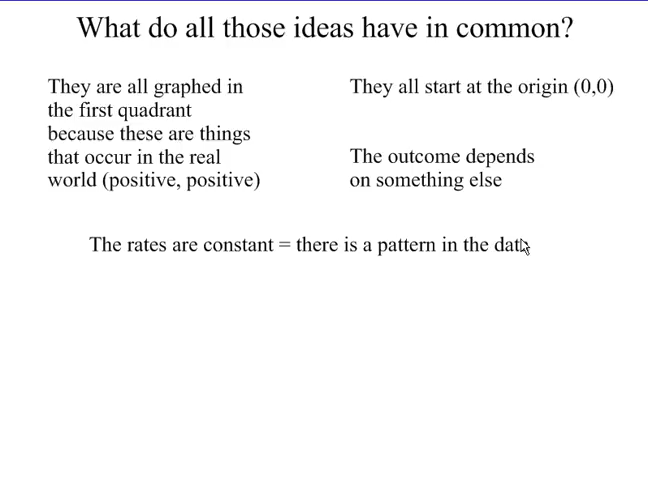 What do all those ideas have in common?
They are all graphed in
the first quadrant
because these are things
that occur in the real
world (positive, positive)
They all start at the origin (0,0)
The outcome depends
on something else
The rates are constant = there is a pattern in the data